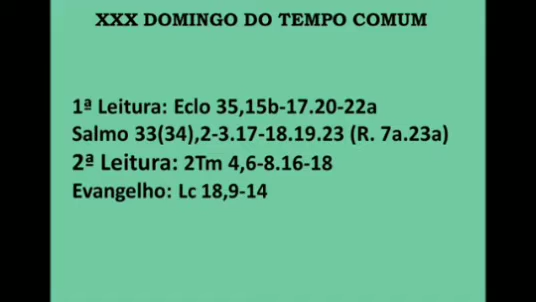 XXX DOMINGO DO TEMPO COMUM
1ª Leitura: Eclo 35,15b-17.20-22a
Salmo 33(34),2-3.17-18.19.23 (R. 7a.23a)
2ª Leitura: 2Tm 4,6-8.16-18
Evangelho: Lc 18,9-14